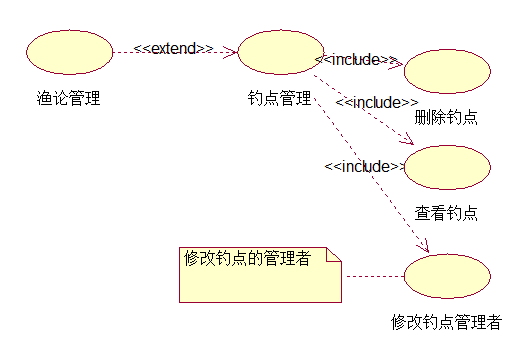 <<extend>>
<<include>>
渔论管理
钓点管理
<<include>>
删除钓点
<<include>>
查看钓点
修改钓点的管理者
修改钓点管理者